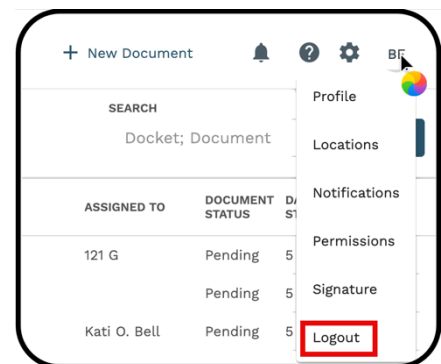 + New Document
BF
SEARCH
Docket; Document
ASSIGNED TO
DOCUMENT STATUS
121 G
Pending
5
Pending
5
Kati O. Bell
Pending
5
Profile
Locations
Notifications
Permissions
Signature
Logout